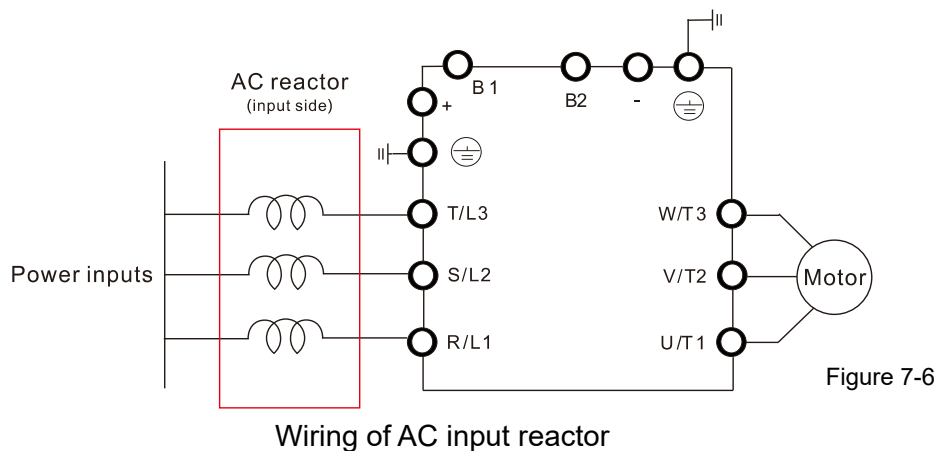 AC reactor
(input side)
B1
B2
-
+
T/L3
W/T3
Power inputs
S/L2
V/T2
Motor
R/L1
U/T1
Figure 7-6
Wiring of AC input reactor